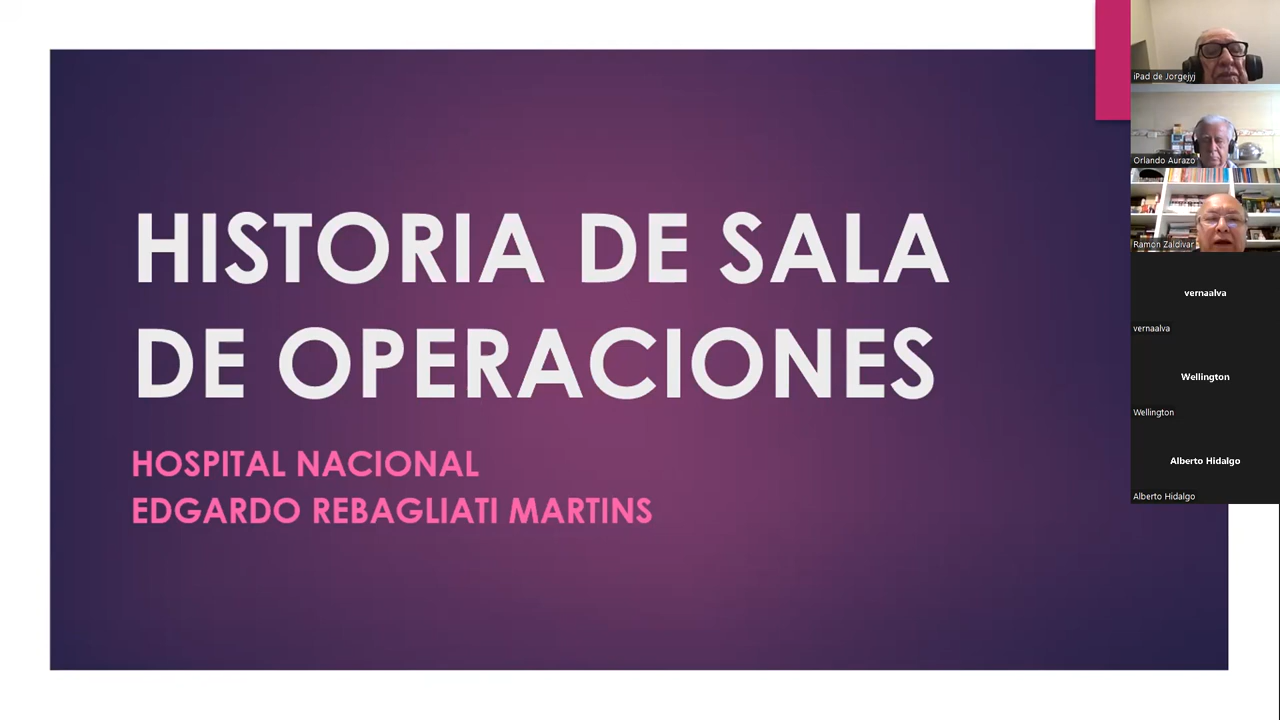 HISTORIA DE SALA
DE OPERACIONES
HOSPITAL NACIONAL
EDGARDO REBAGLIATI MARTINS
iPad de Jorgejyj
Orlando Aurazo
Ramon Zaldivar
vernaalva
vernaalva
Wellington
Wellington
Alberto Hidalgo
Alberto Hidalgo